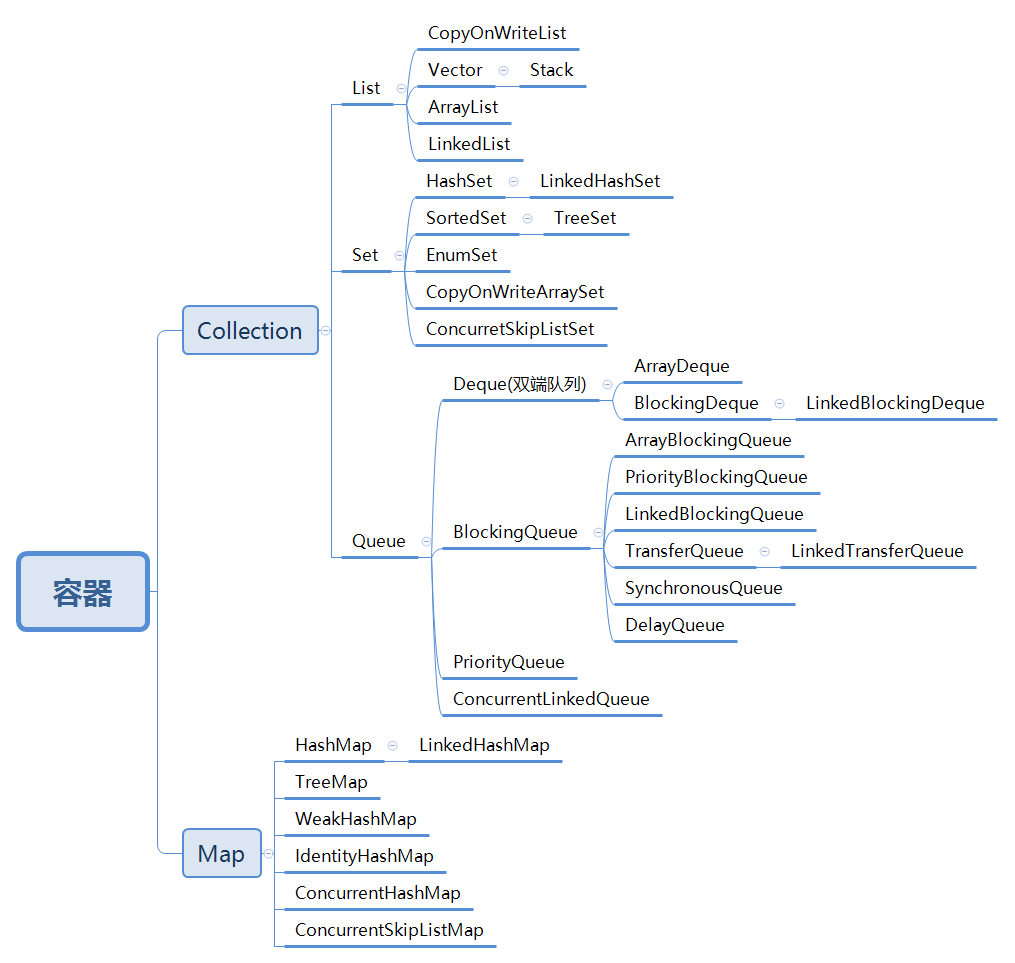 容器
Collection
List
CopyOnWriteList
Vector
Stack
ArrayList
LinkedList
Set
HashSet
LinkedHashSet
SortedSet
TreeSet
EnumSet
CopyOnWriteArraySet
ConcurretSkipListSet
Queue
Deque(双端队列)
ArrayDeque
BlockingDeque
LinkedBlockingDeque
BlockingQueue
ArrayBlockingQueue
PriorityBlockingQueue
LinkedBlockingQueue
TransferQueue
LinkedTransferQueue
SynchronousQueue
DelayQueue
PriorityQueue
ConcurrentLinkedQueue
Map
HashMap
LinkedHashMap
TreeMap
WeakHashMap
IdentityHashMap
ConcurrentHashMap
ConcurrentSkipListMap